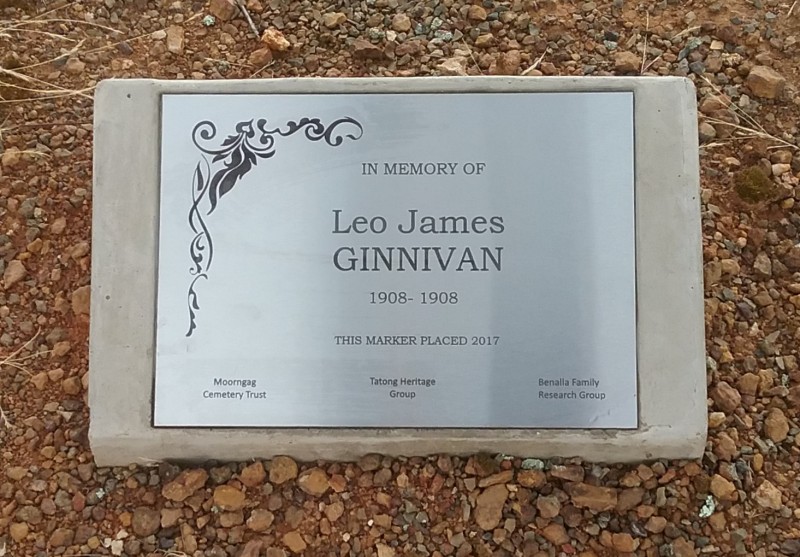 IN MEMORY OF
Leo James
GINNIVAN
1908- 1908
THIS MARKER PLACED 2017
Moorngag
Cemetery Trust
Tatong Heritage
Group
Benalla Family
Research Group